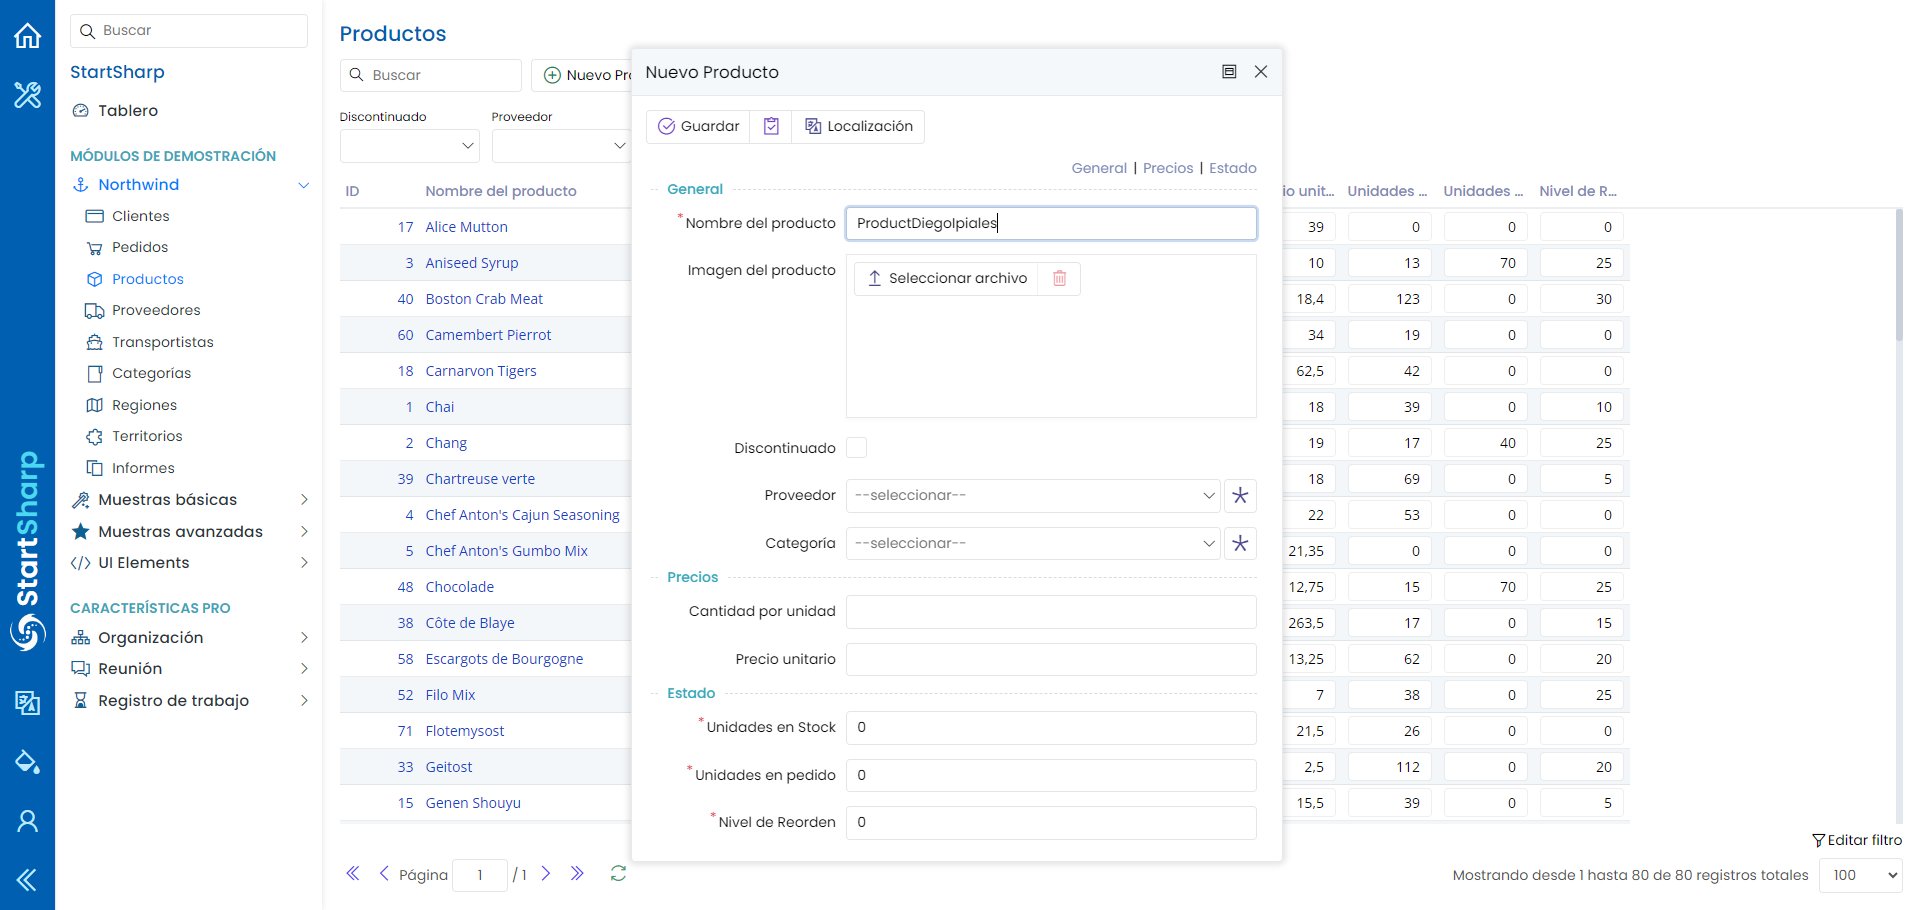 StartSharp
Buscar
StartSharp
Tablero
MÓDULOS DE DEMOSTRACIÓN
Northwind
Clientes
Pedidos
Productos
Proveedores
Transportistas
Categorías
Regiones
Territorios
Informes
Muestras básicas
Muestras avanzadas
UI Elements
CARACTERÍSTICAS PRO
Organización
Reunión
Registro de trabajo
Productos
Buscar
Nuevo Pro
Discontinuado
Proveedor
ID Nombre del producto io unit... Unidades ... Unidades ... Nivel de R...
17 Alice Mutton 39 0 0 0
3 Aniseed Syrup 10 13 70 25
40 Boston Crab Meat 18,4 123 0 30
60 Camembert Pierrot 34 19 0 0
18 Carnarvon Tigers 62,5 42 0 0
1 Chai 18 39 0 10
2 Chang 19 17 40 25
39 Chartreuse verte 18 69 0 5
4 Chef Anton's Cajun Seasoning 22 53 0 0
5 Chef Anton's Gumbo Mix 21,35 0 0 0
48 Chocolade 12,75 15 70 25
38 Côte de Blaye 263,5 17 0 15
58 Escargots de Bourgogne 13,25 62 0 20
52 Filo Mix 7 38 0 25
71 Flotemysost 21,5 26 0 0
33 Geitost 2,5 112 0 20
15 Genen Shouyu 15,5 39 0 5
Editar filtro
Página 1 / 1
Mostrando desde 1 hasta 80 de 80 registros totales 100
Nuevo Producto
Guardar Localización
General | Precios | Estado
General
*Nombre del producto ProductDiegoIpiales
Imagen del producto Seleccionar archivo
Discontinuado
Proveedor --seleccionar--
Categoría --seleccionar--
Precios
Cantidad por unidad
Precio unitario
Estado
*Unidades en Stock 0
*Unidades en pedido 0
*Nivel de Reorden 0